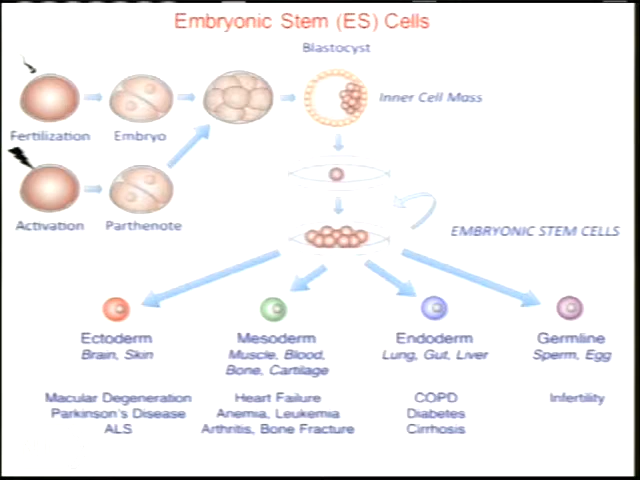 Embryonic Stem (ES) Cells
Blastocyst
Inner Cell Mass
Fertilization
Embryo
Activation
Parthenote
EMBRYONIC STEM CELLS
Ectoderm
Brain, Skin
Macular Degeneration
Parkinson's Disease
ALS
Mesoderm
Muscle, Blood,
Bone, Cartilage
Heart Failure
Anemia, Leukemia
Arthritis, Bone Fracture
Endoderm
Lung, Gut, Liver
COPD
Diabetes
Cirrhosis
Germline
Sperm, Egg
Infertility